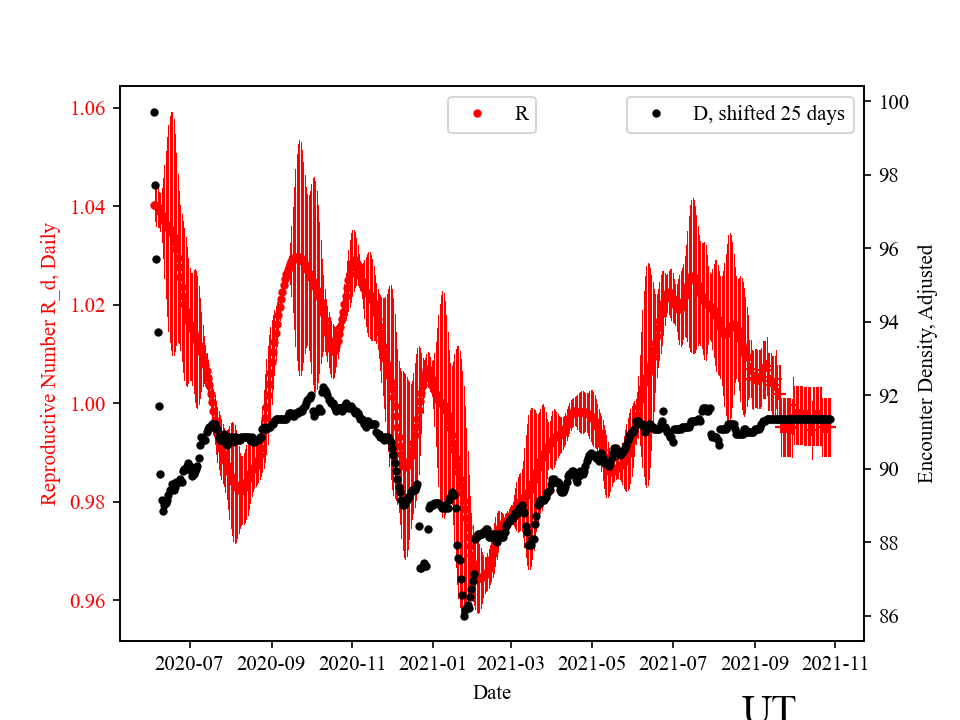 R
D, shifted 25 days
Reproductive Number R_d, Daily
1.06
1.04
1.02
1.00
0.98
0.96
100
98
96
94
92
90
88
86
Encounter Density, Adjusted
2020-07 2020-09 2020-11 2021-01 2021-03 2021-05 2021-07 2021-09 2021-11
Date
UT